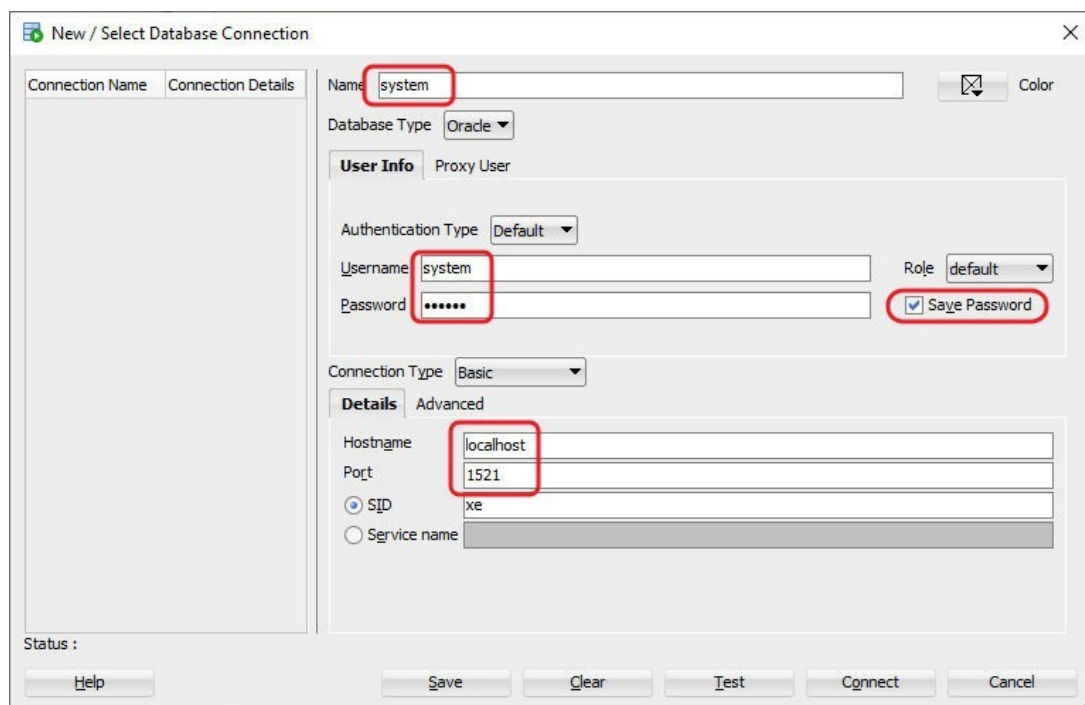 New / Select Database Connection
Connection Name Connection Details
Name system Color
Database Type Oracle
User Info Proxy User
Authentication Type Default
Username system Role default
Password •••••• Save Password
Connection Type Basic
Details Advanced
Hostname localhost
Port 1521
SID xe
Service name
Status :
Help Save Clear Test Connect Cancel